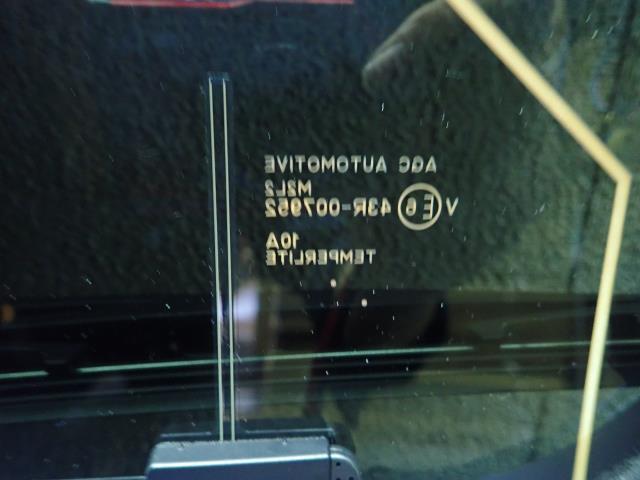 AGC AUTOMOTIVE
M2L2
V E6 43R-007952
10A
TEMPERLITE